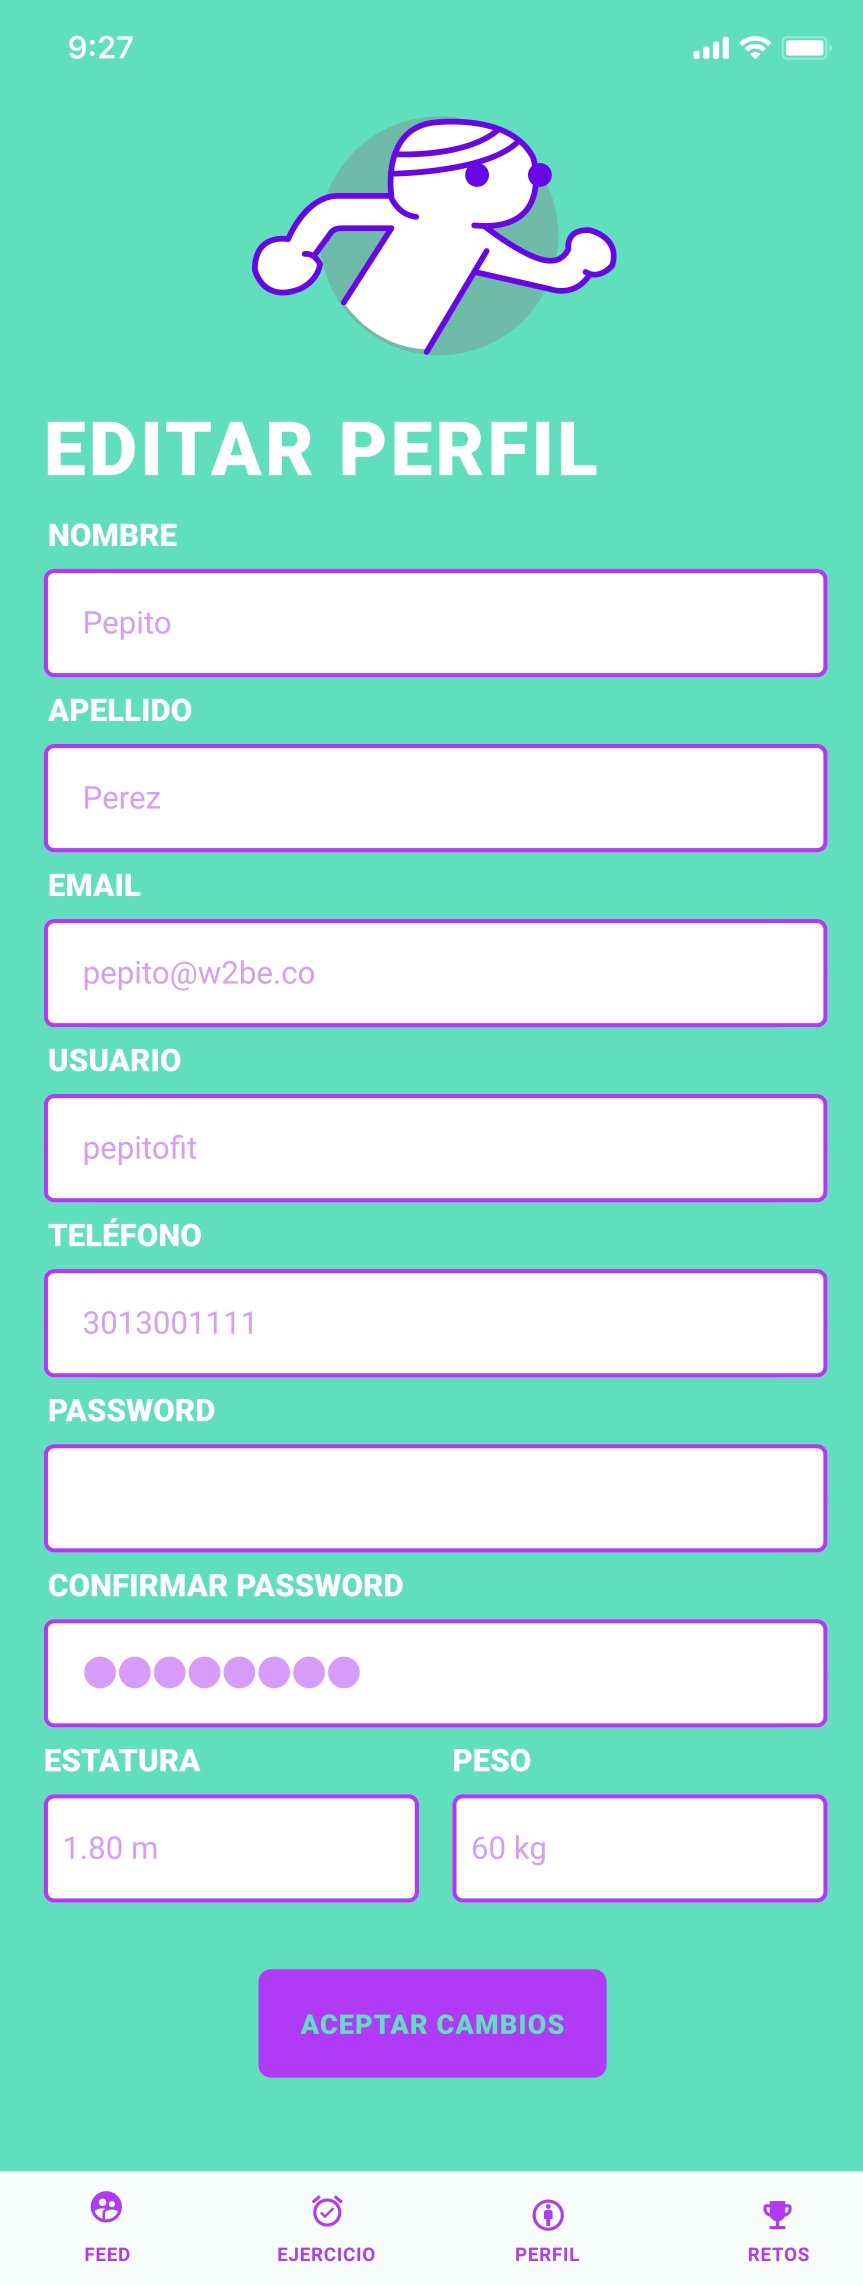 9:27
EDITAR PERFIL
NOMBRE
Pepito
APELLIDO
Perez
EMAIL
pepito@w2be.co
USUARIO
pepitofit
TELÉFONO
3013001111
PASSWORD
CONFIRMAR PASSWORD
ESTATURA PESO
1.80 m 60 kg
ACEPTAR CAMBIOS
FEED EJERCICIO PERFIL RETOS